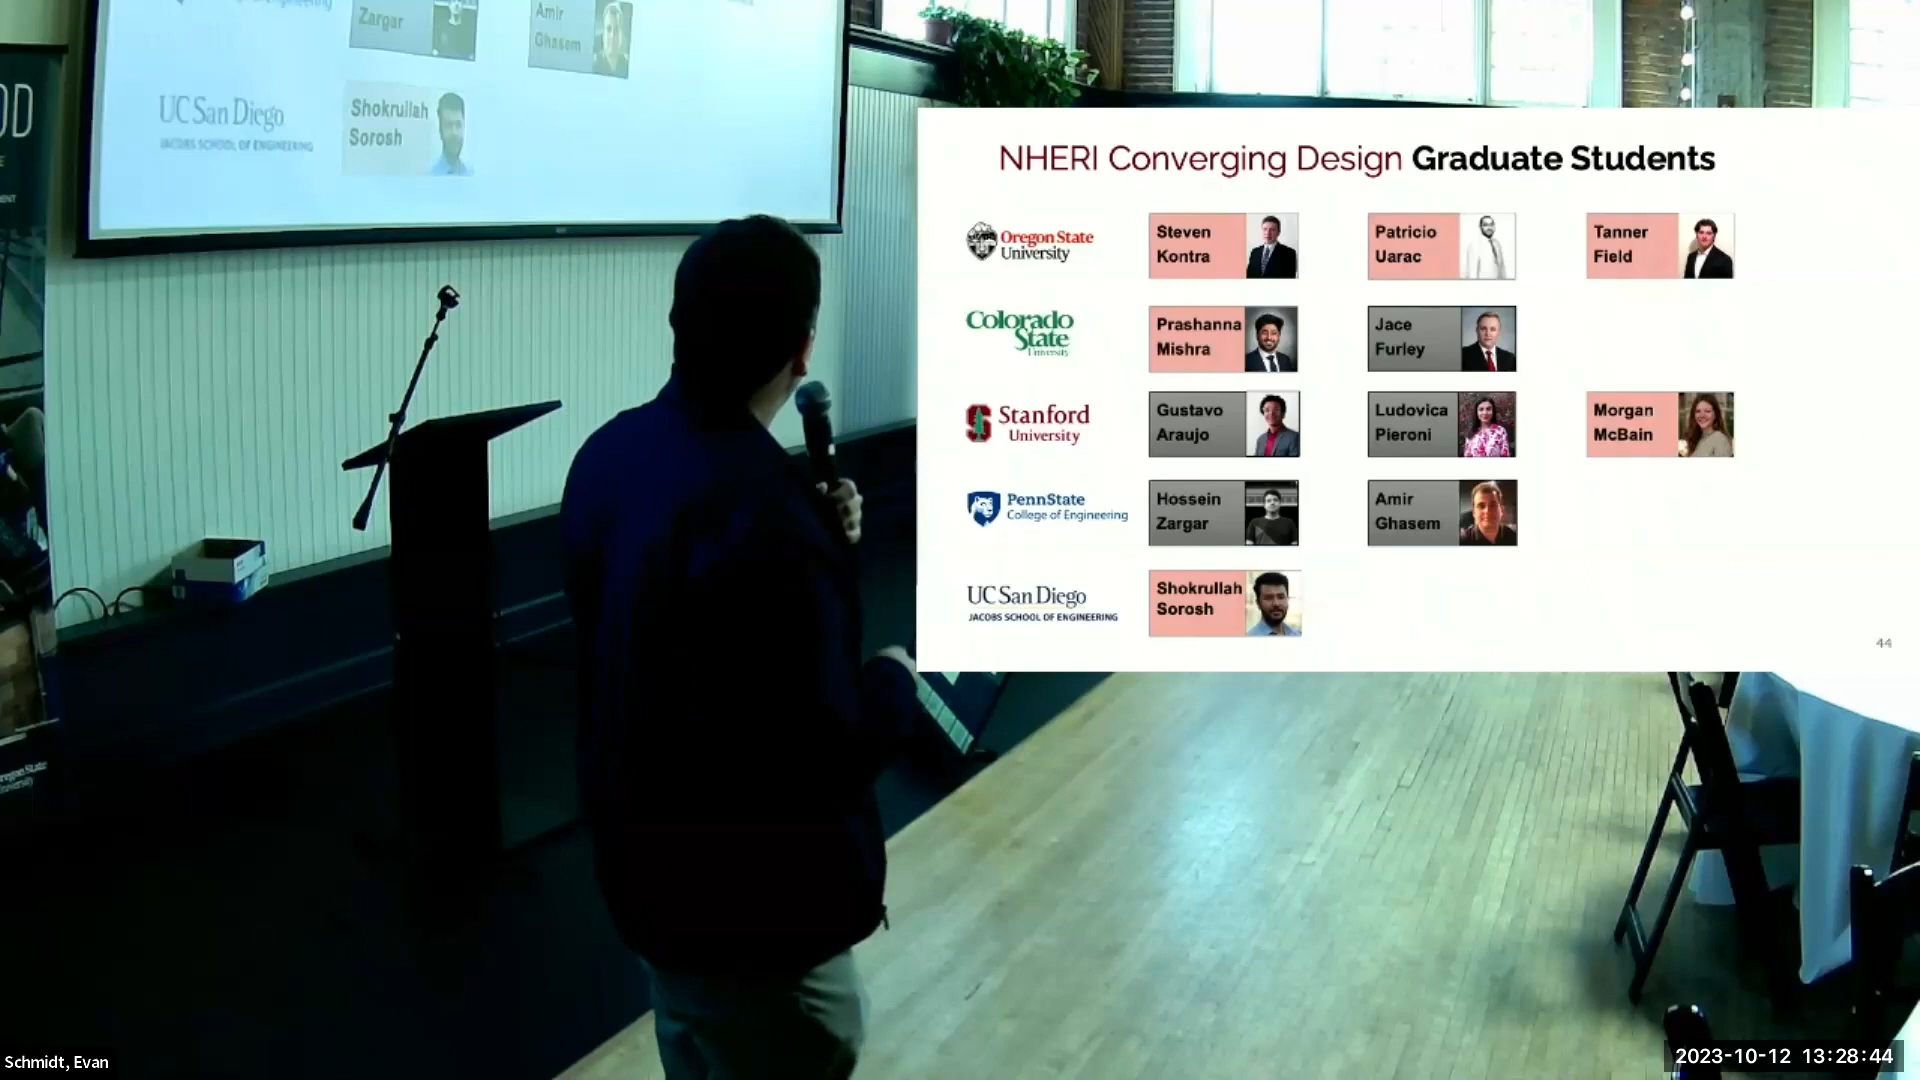 Zargar
Amir
Ghasem
UC San Diego
JACOBS SCHOOL OF ENGINEERING
Shokrullah
Sorosh
OD
NHERI Converging Design Graduate Students
Oregon State
University
Steven
Kontra
Patricio
Uarac
Tanner
Field
Colorado
State
University
Prashanna
Mishra
Jace
Furley
Stanford
University
Gustavo
Araujo
Ludovica
Pieroni
Morgan
McBain
PennState
College of Engineering
Hossein
Zargar
Amir
Ghasem
UC San Diego
JACOBS SCHOOL OF ENGINEERING
Shokrullah
Sorosh
44
Schmidt, Evan
2023-10-12 13:28:44